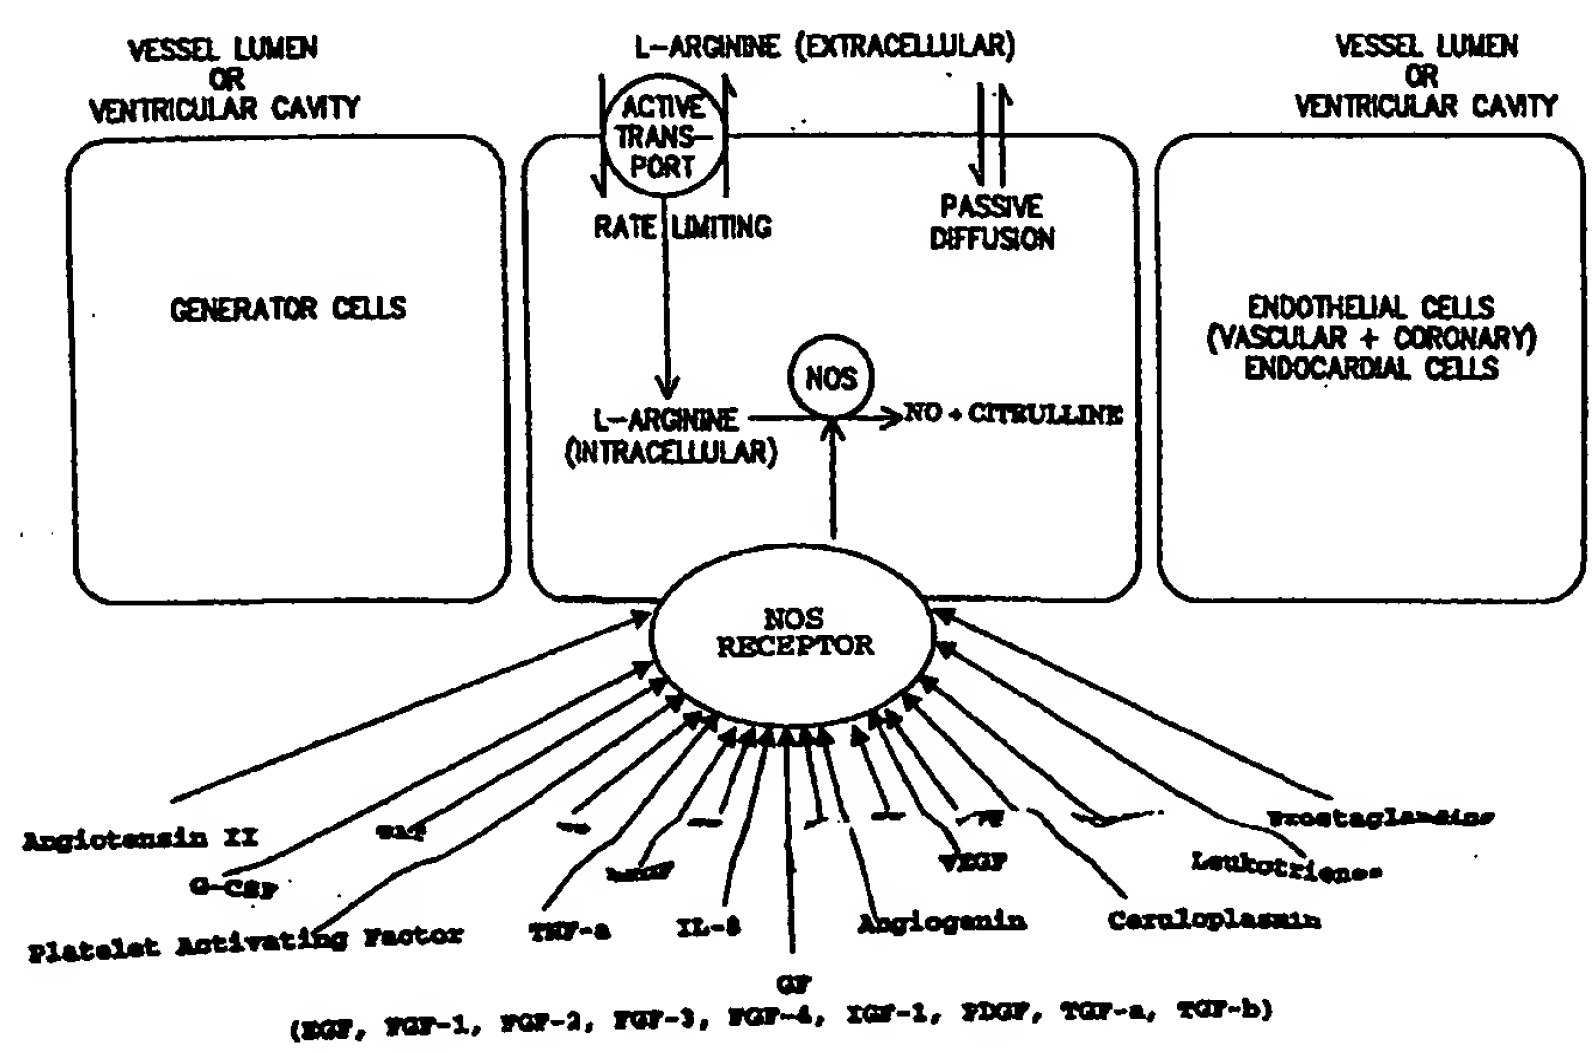 VESSEL LUMEN
OR
VENTRICULAR CAVITY
L-ARGININE (EXTRACELLULAR)
VESSEL LUMEN
OR
VENTRICULAR CAVITY
ACTIVE
TRANS-
PORT
RATE LIMITING
PASSIVE
DIFFUSION
GENERATOR CELLS
ENDOTHELIAL CELLS
(VASCULAR + CORONARY)
ENDOCARDIAL CELLS
NOS
L-ARGININE
(INTRACELLULAR)
NO + CITRULLINE
NOS
RECEPTOR
Angiotensin II
Prostaglandins
G-CSF
VEGF
Leukotrienes
Platelet Activating Factor
TNF-a
IL-8
Angiogenin
Ceruloplasmin
GF
(EGF, FGF-1, FGF-2, FGF-3, FGF-4, IGF-1, PDGF, TGF-a, TGF-b)